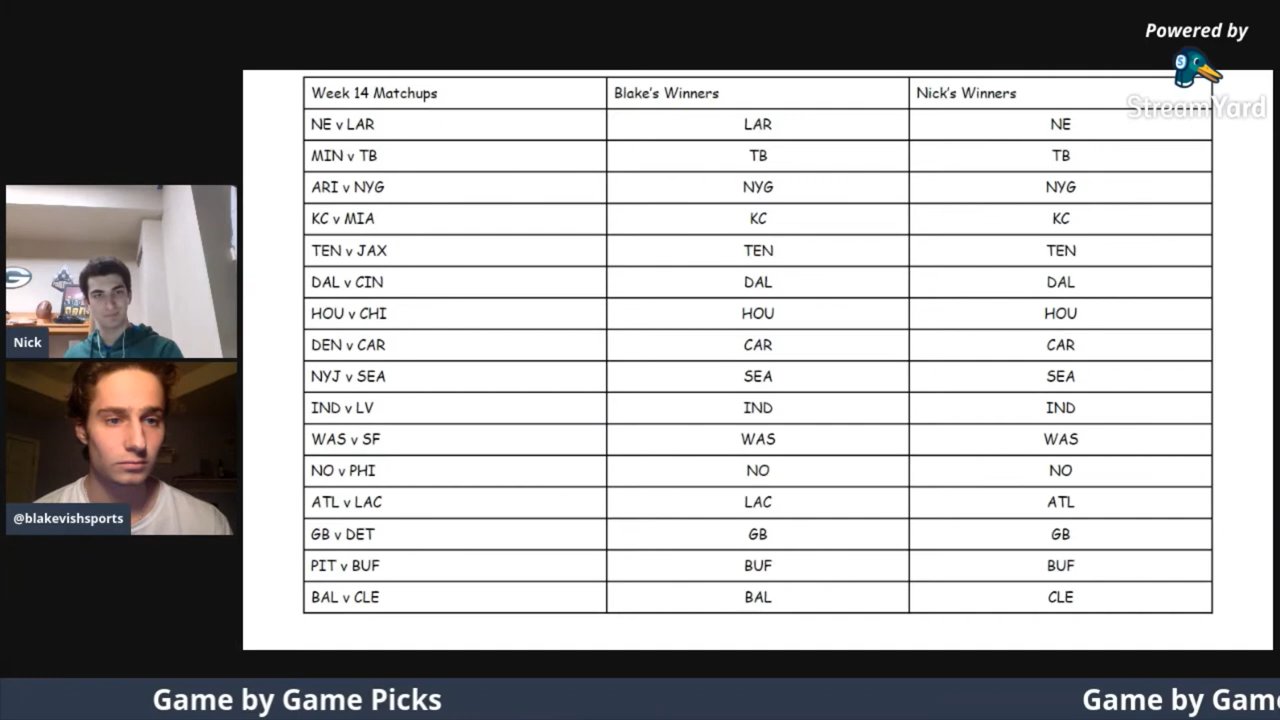 Powered by
StreamYard
Week 14 Matchups Blake's Winners Nick's Winners
NE v LAR LAR NE
MIN v TB TB TB
ARI v NYG NYG NYG
KC v MIA KC KC
TEN v JAX TEN TEN
DAL v CIN DAL DAL
HOU v CHI HOU HOU
DEN v CAR CAR CAR
NYJ v SEA SEA SEA
IND v LV IND IND
WAS v SF WAS WAS
NO v PHI NO NO
ATL v LAC LAC ATL
GB v DET GB GB
PIT v BUF BUF BUF
BAL v CLE BAL CLE
G
Nick
@blakevishsports
Game by Game Picks Game by Game